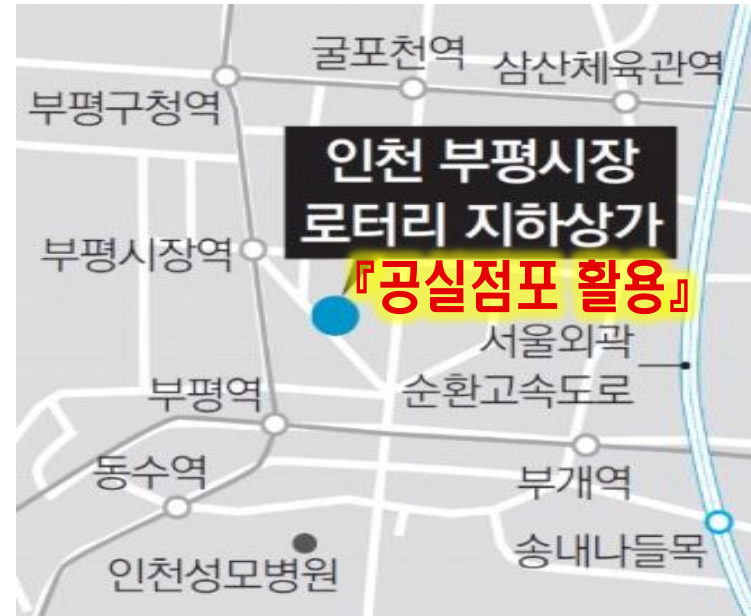 굴포천역
삼산체육관역
부평구청역
인천 부평시장
로터리 지하상가
부평시장역
『공실점포 활용』
서울외곽
순환고속도로
부평역
동수역
부개역
송내나들목
인천성모병원